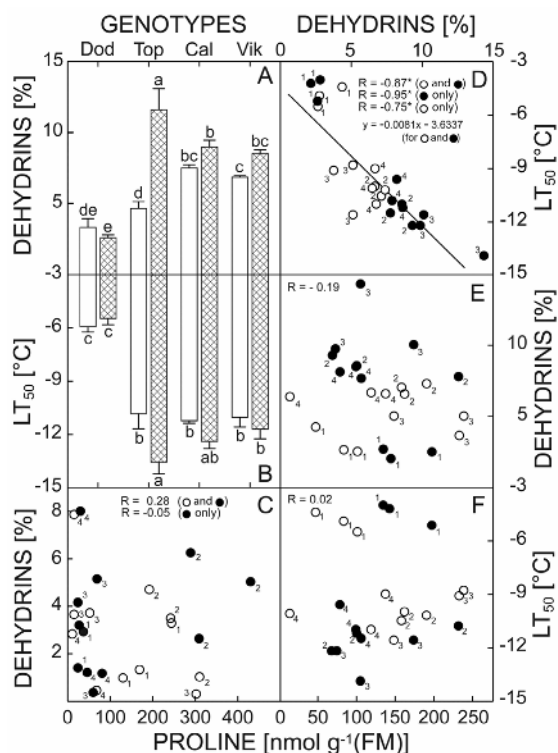 GENOTYPES
DEHYDRINS [%]
Dod Top Cal Vik
0 5 10
15 10 5 -3 -6 -9 -12 -15
DEHYDRINS [%]
LT50 [°C]
A
de e d a bc b c bc
c c b a b ab b b
B
D
R = -0.87* (○ and ●)
R = -0.95* (● only)
R = -0.75* (○ only)
y = -0.0081x - 3.6337
(for ○ and ●)
-3 -6 -9 -12 -15
LT50 [°C]
E
R = - 0.19
10 5 -3
DEHYDRINS [%]
C
R = 0.28 (○ and ●)
R = -0.05 (● only)
8 6 4 2
DEHYDRINS [%]
F
R = 0.02
-6 -9 -12 -15
LT50 [°C]
0 100 200 300 400
0 50 100 150 200
PROLINE [nmol g-1(FM)]